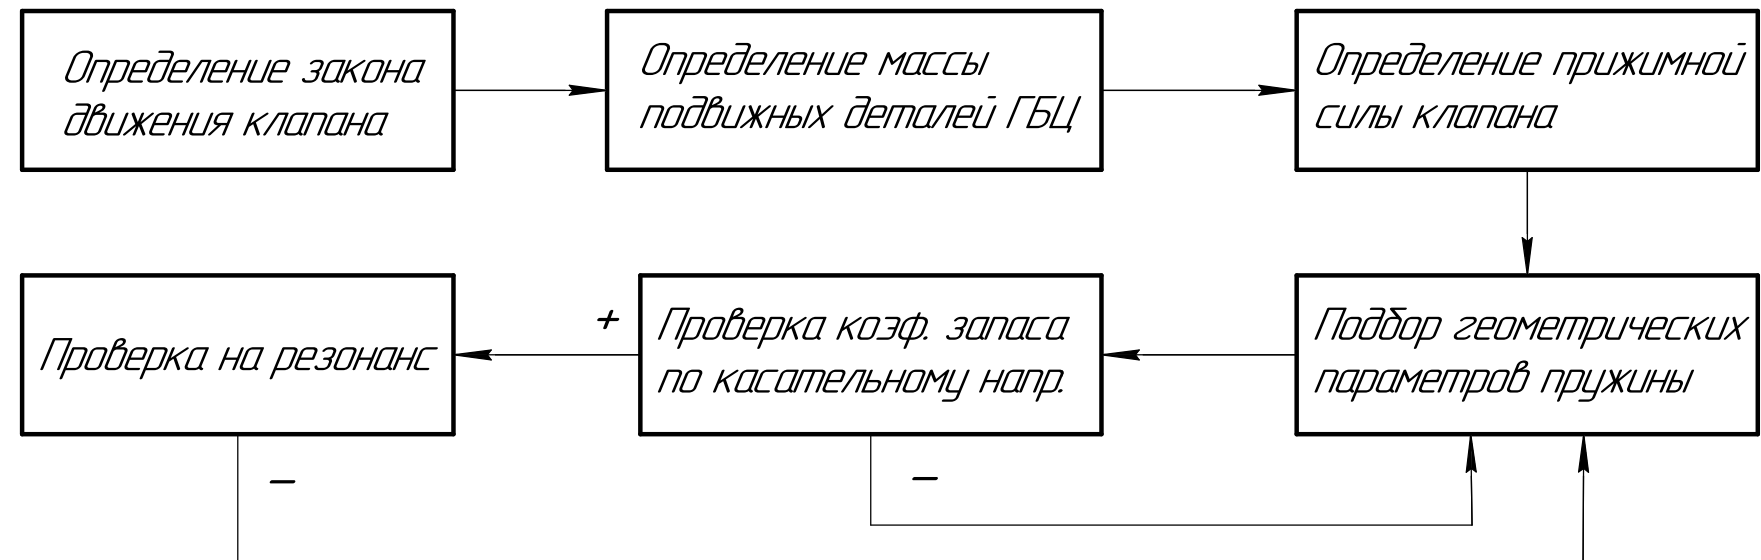 Определение закона
движения клапана
Определение массы
подвижных деталей ГБЦ
Определение прижимной
силы клапана
Проверка на резонанс
+
Проверка коэф. запаса
по касательному напр.
Подбор геометрических
параметров пружины
−
−